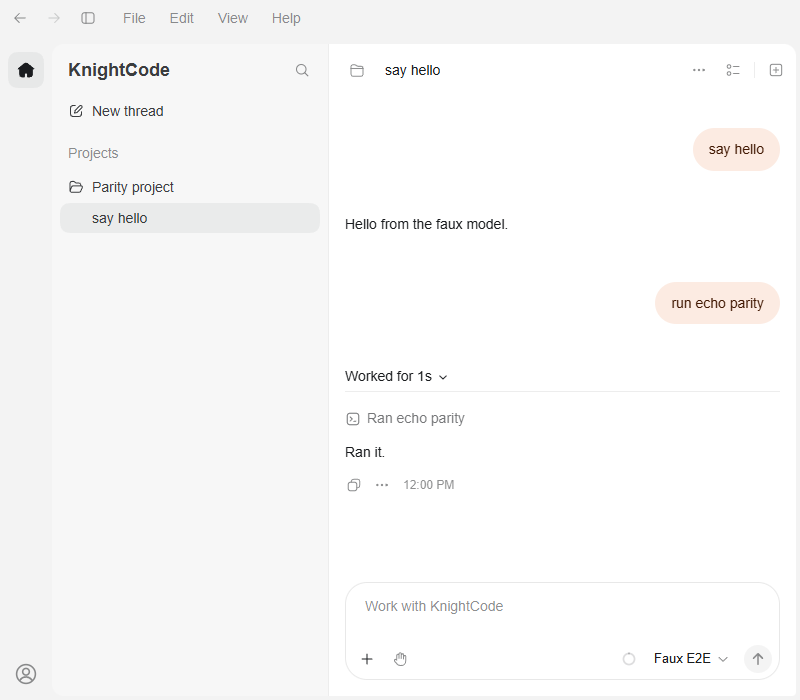 File Edit View Help
KnightCode
New thread
Projects
Parity project
say hello
say hello
say hello
Hello from the faux model.
run echo parity
Worked for 1s
Ran echo parity
Ran it.
12:00 PM
Work with KnightCode
Faux E2E